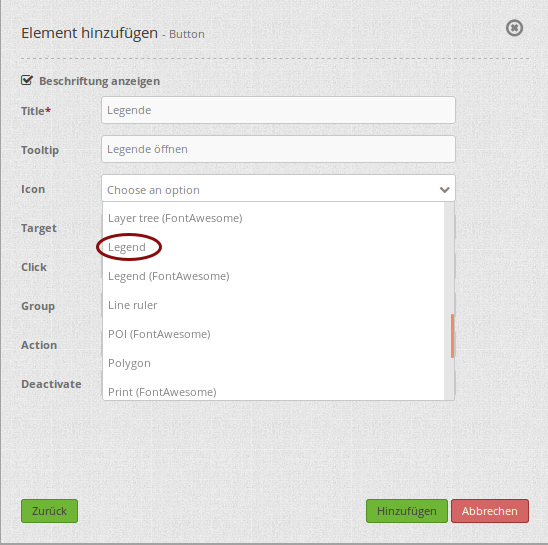 Element hinzufügen - Button
Beschriftung anzeigen
Title* Legende
Tooltip Legende öffnen
Icon Choose an option
Layer tree (FontAwesome)
Target
Legend
Click
Legend (FontAwesome)
Group Line ruler
POI (FontAwesome)
Action
Polygon
Deactivate
Print (FontAwesome)
Zurück Hinzufügen Abbrechen